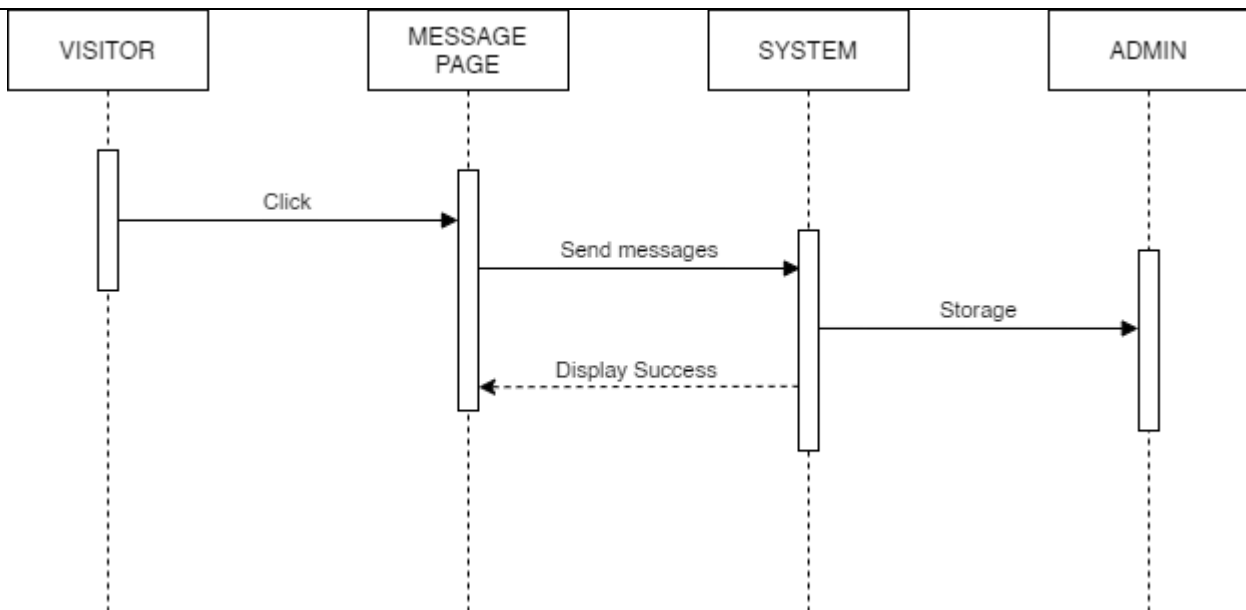 VISITOR
MESSAGE
PAGE
SYSTEM
ADMIN
Click
Send messages
Storage
Display Success